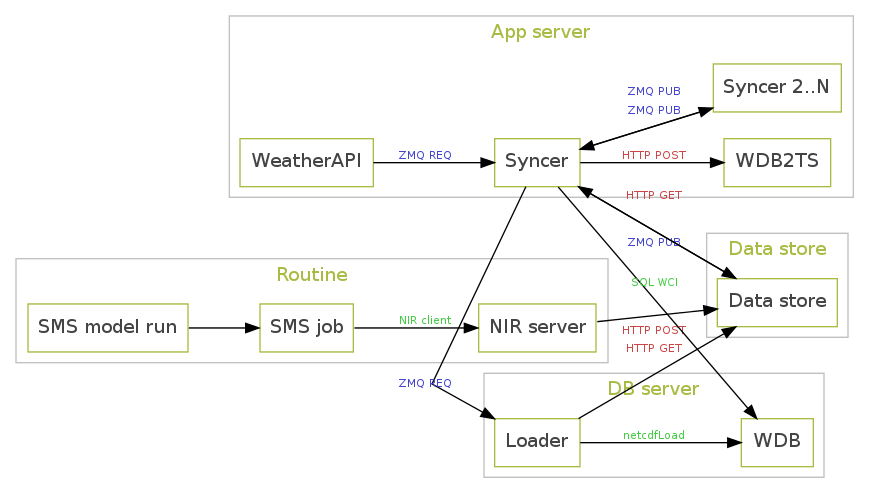 App server
ZMQ PUB
Syncer 2..N
ZMQ PUB
WeatherAPI
ZMQ REQ
Syncer
HTTP POST
WDB2TS
HTTP GET
Data store
ZMQ PUB
Routine
SQL WCI
Data store
SMS model run
SMS job
NIR client
NIR server
HTTP POST
HTTP GET
ZMQ REQ
DB server
Loader
netcdfLoad
WDB